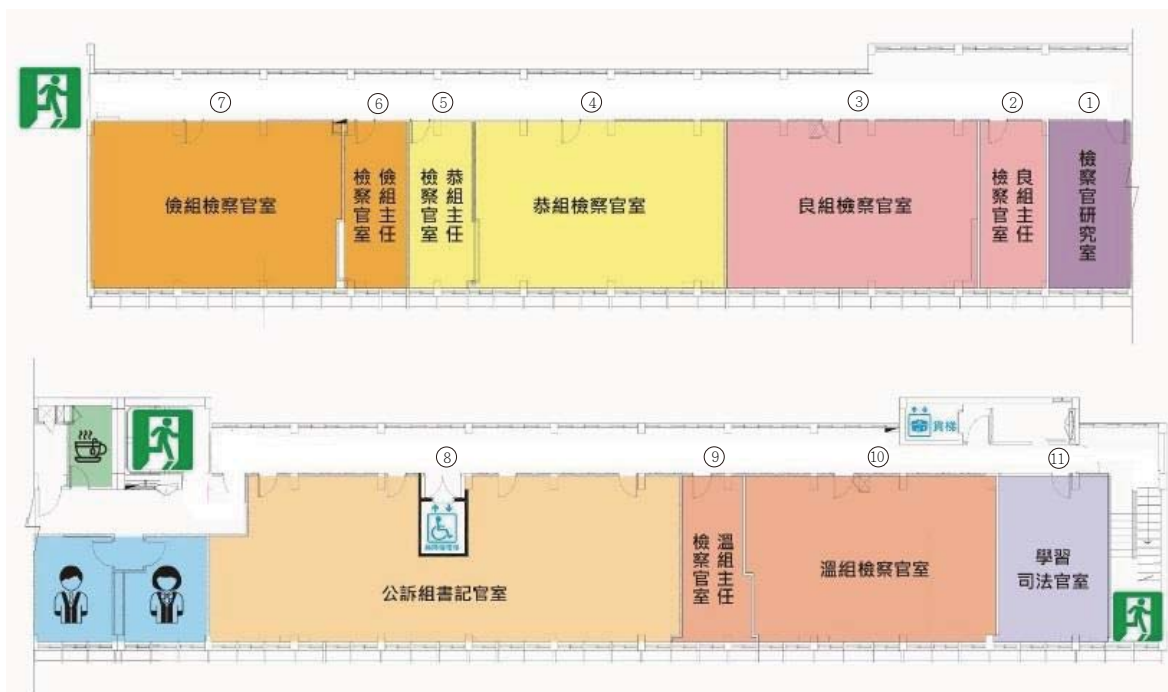 ⑦
⑥
⑤
④
③
②
①
儉組檢察官室
儉組主任
檢察官室
恭組主任
檢察官室
恭組檢察官室
良組檢察官室
良組主任
檢察官室
檢察官研究室
貨梯
⑧
⑨
⑩
⑪
公訴組書記官室
溫組主任
檢察官室
溫組檢察官室
學習
司法官室